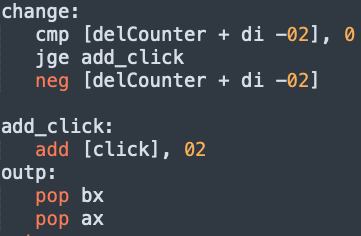 change:
cmp [delCounter + di -02], 0
jge add_click
neg [delCounter + di -02]
add_click:
add [click], 02
outp:
pop bx
pop ax